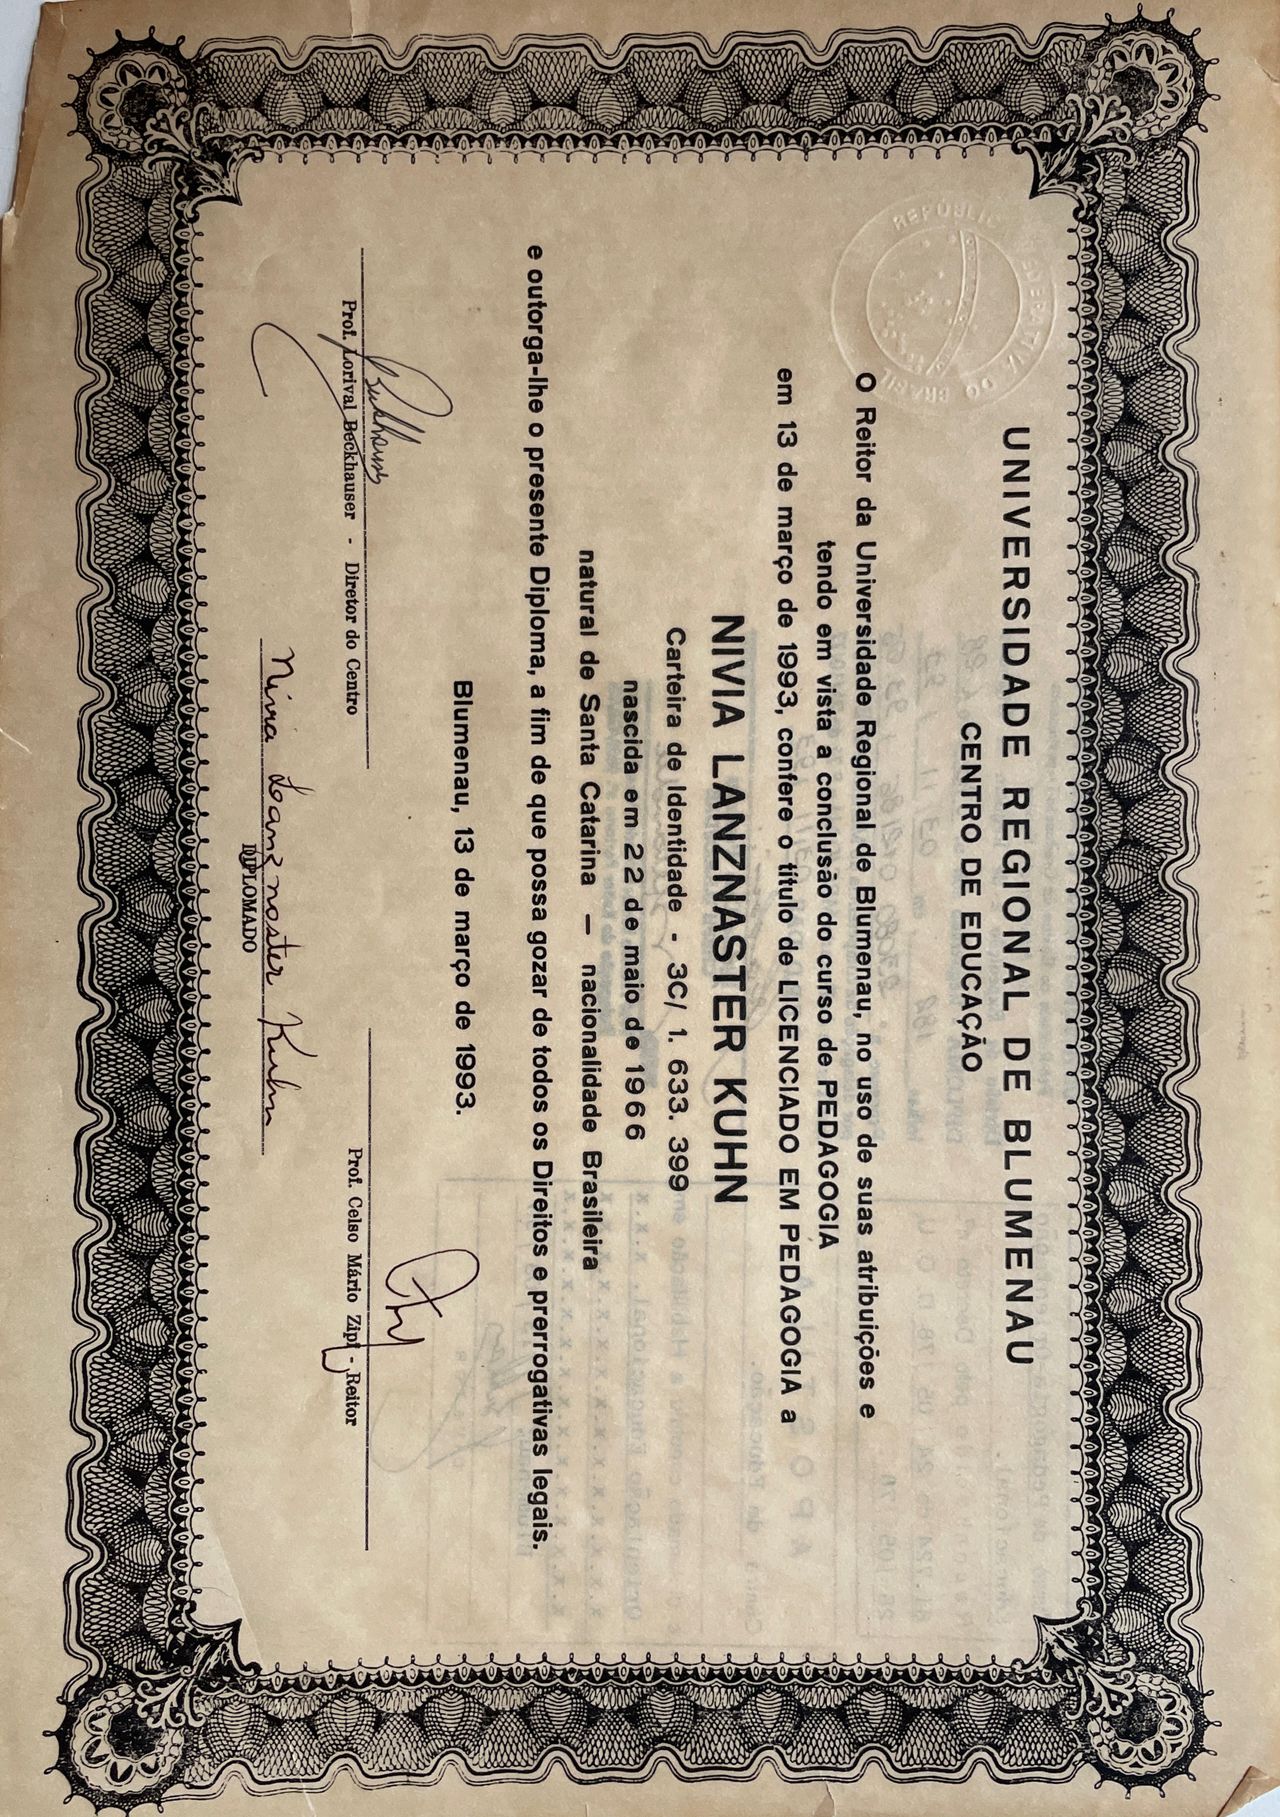 REPÚBLICA FEDERATIVA DO BRASIL
UNIVERSIDADE REGIONAL DE BLUMENAU
CENTRO DE EDUCAÇÃO
O Reitor da Universidade Regional de Blumenau, no uso de suas atribuições e
tendo em vista a conclusão do curso de PEDAGOGIA
em 13 de março de 1993, confere o título de LICENCIADO EM PEDAGOGIA a
NIVIA LANZNASTER KUHN
Carteira de Identidade - 3C/ 1. 633. 399
nascida em 22 de maio de 1966
natural de Santa Catarina — nacionalidade Brasileira
e outorga-lhe o presente Diploma, a fim de que possa gozar de todos os Direitos e prerrogativas legais.
Blumenau, 13 de março de 1993.
Beckhauser
Prof. Lorival Beckhauser - Diretor do Centro
Prof. Celso Mário Zipf - Reitor
Nivia Lanznaster Kuhn
DIPLOMADO